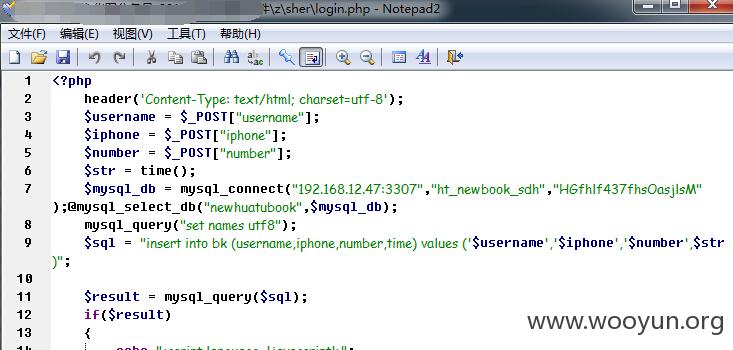 件\z\sher\login.php - Notepad2
文件(F) 编辑(E) 视图(V) 工具(T) 帮助(H)
1 <?php
2 header('Content-Type: text/html; charset=utf-8');
3 $username = $_POST["username"];
4 $iphone = $_POST["iphone"];
5 $number = $_POST["number"];
6 $str = time();
7 $mysql_db = mysql_connect("192.168.12.47:3307","ht_newbook_sdh","HGfhIf437fhsOasjIsM"
);@mysql_select_db("newhuatubook",$mysql_db);
8 mysql_query("set names utf8");
9 $sql = "insert into bk (username,iphone,number,time) values ('$username','$iphone','$number',$str
)";
10
11 $result = mysql_query($sql);
12 if($result)
13 {
www.wooyun.org